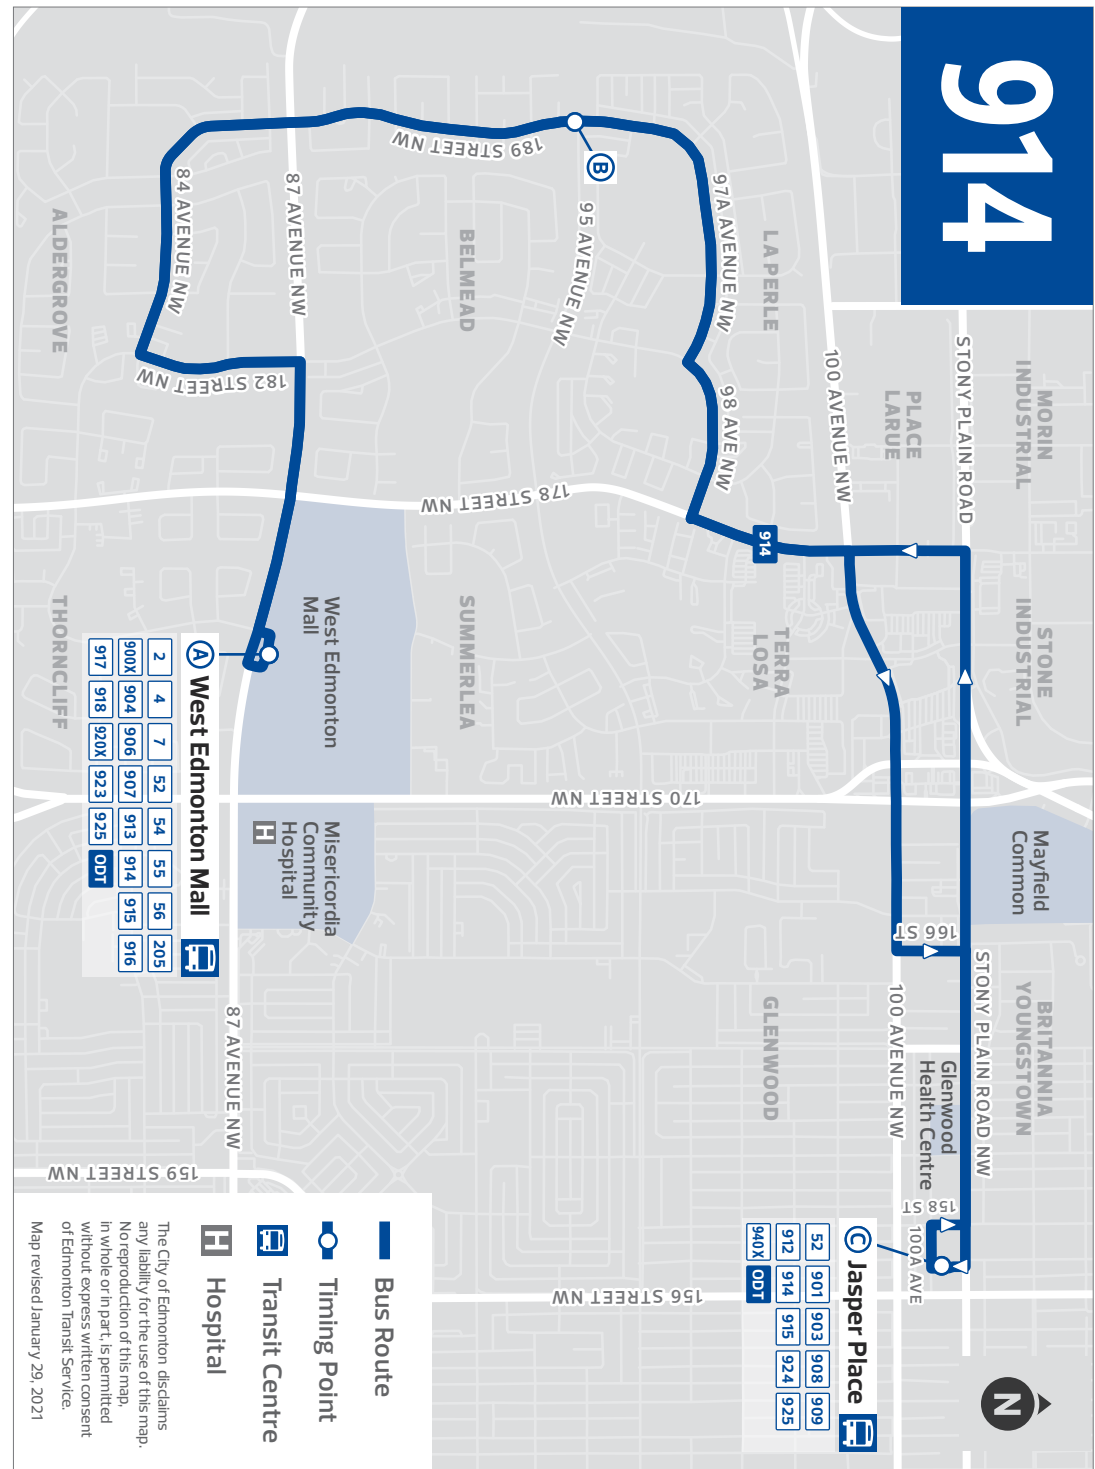 914
MORIN
INDUSTRIAL
STONE
INDUSTRIAL
Mayfield
Common
BRITANNIA
YOUNGSTOWN
N
STONY PLAIN ROAD
STONY PLAIN ROAD NW
PLACE
LARUE
166 ST
Glenwood
Health Centre
158 ST
100A AVE
100 AVENUE NW
100 AVENUE NW
C Jasper Place
52 901 903 908 909
912 914 915 924 925
940X ODT
LA PERLE
97A AVENUE NW
98 AVE NW
914
TERRA
LOSA
GLENWOOD
B
95 AVENUE NW
189 STREET NW
178 STREET NW
170 STREET NW
156 STREET NW
BELMEAD
SUMMERLEA
West Edmonton
Mall
Misericordia
Community
Hospital
H
87 AVENUE NW
87 AVENUE NW
A West Edmonton Mall
2 4 7 52 54 55 56 205
900X 904 906 907 913 914 915 916
917 918 920X 923 925 ODT
84 AVENUE NW
182 STREET NW
159 STREET NW
ALDERGROVE
THORNCLIFF
Bus Route
Timing Point
Transit Centre
H Hospital
The City of Edmonton disclaims
any liability for the use of this map.
No reproduction of this map,
in whole or in part, is permitted
without express written consent
of Edmonton Transit Service.
Map revised January 29, 2021